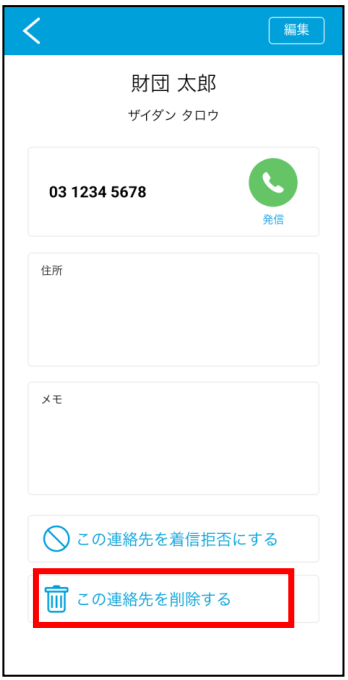 編集
財団 太郎
ザイダン タロウ
03 1234 5678
発信
住所
メモ
この連絡先を着信拒否にする
この連絡先を削除する